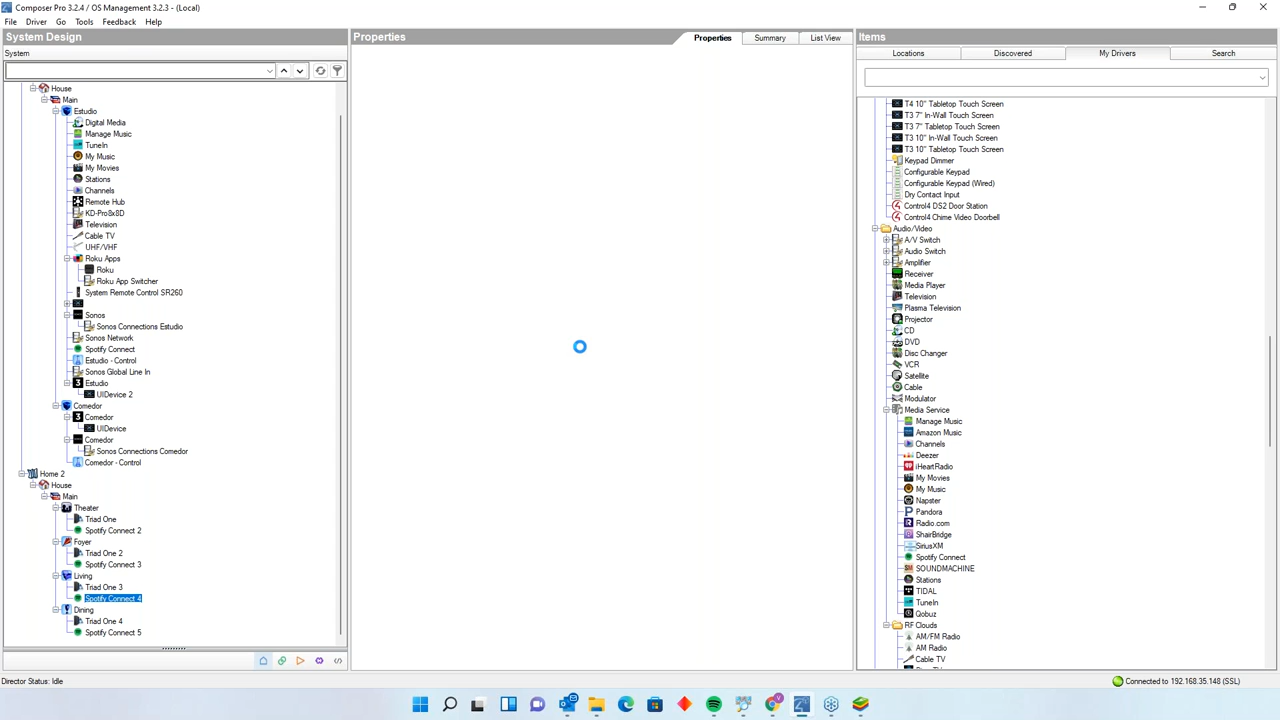 Composer Pro 3.2.4 / OS Management 3.2.3 - (Local)
File Driver Go Tools Feedback Help
System Design
System
House
Main
Estudio
Digital Media
Manage Music
TuneIn
My Music
My Movies
Stations
Channels
Remote Hub
KD-Pro8x8D
Television
Cable TV
UHF/VHF
Roku Apps
Roku
Roku App Switcher
System Remote Control SR260
Sonos
Sonos Connections Estudio
Sonos Network
Spotify Connect
Estudio - Control
Sonos Global Line In
Estudio
UIDevice 2
Comedor
Comedor
UIDevice
Comedor
Sonos Connections Comedor
Comedor - Control
Home 2
House
Main
Theater
Triad One
Spotify Connect 2
Foyer
Triad One 2
Spotify Connect 3
Living
Triad One 3
Spotify Connect 4
Dining
Triad One 4
Spotify Connect 5
Properties
Properties Summary List View
Items
Locations Discovered My Drivers Search
T4 10" Tabletop Touch Screen
T3 7" In-Wall Touch Screen
T3 7" Tabletop Touch Screen
T3 10" In-Wall Touch Screen
T3 10" Tabletop Touch Screen
Keypad Dimmer
Configurable Keypad
Configurable Keypad (Wired)
Dry Contact Input
Control4 DS2 Door Station
Control4 Chime Video Doorbell
Audio/Video
A/V Switch
Audio Switch
Amplifier
Receiver
Media Player
Television
Plasma Television
Projector
CD
DVD
Disc Changer
VCR
Satellite
Cable
Modulator
Media Service
Manage Music
Amazon Music
Channels
Deezer
iHeartRadio
My Movies
My Music
Napster
Pandora
Radio.com
ShairBridge
SiriusXM
Spotify Connect
SOUNDMACHINE
Stations
TIDAL
TuneIn
Qobuz
RF Clouds
AM/FM Radio
AM Radio
Cable TV
Director Status: Idle
Connected to 192.168.35.148 (SSL)